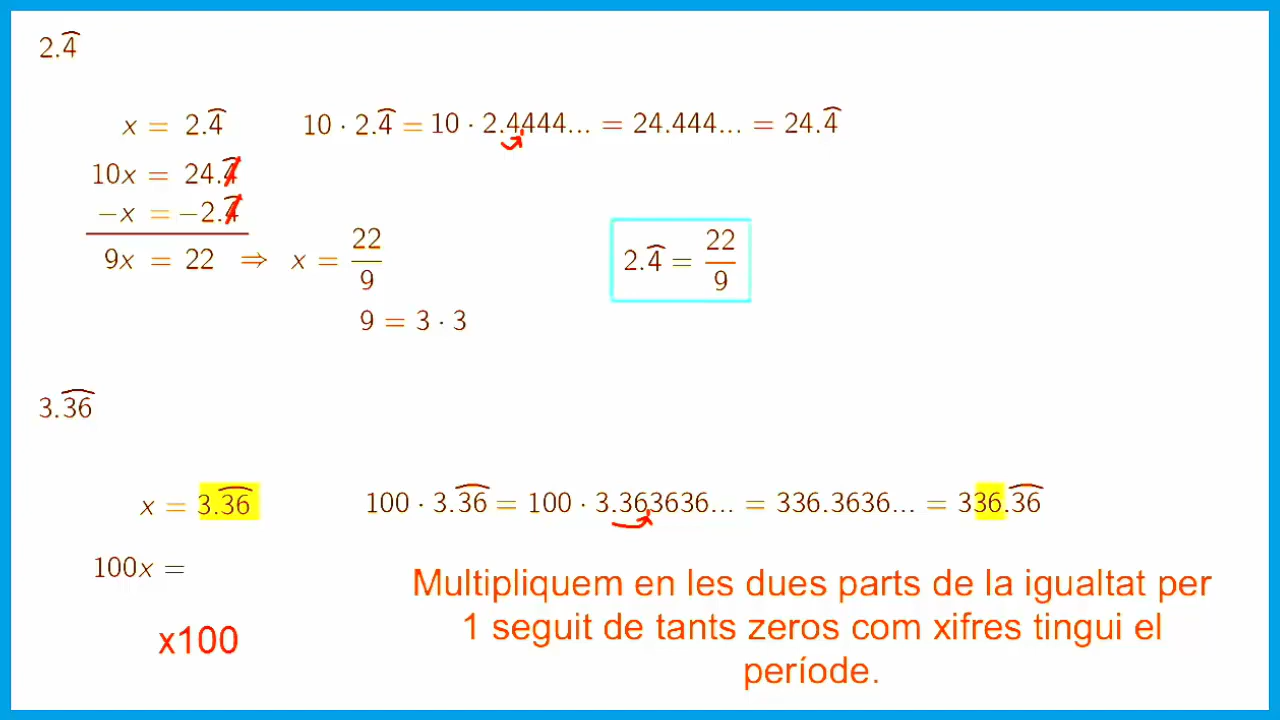 2.4͡
x = 2.4͡    10 · 2.4͡ = 10 · 2.4444... = 24.444... = 24.4͡
10x = 24.4͡
−x = −2.4͡
9x = 22 ⇒ x = 22/9    2.4͡ = 22/9
9 = 3 · 3
3.3͡6
x = 3.3͡6    100 · 3.3͡6 = 100 · 3.363636... = 336.3636... = 336.3͡6
100x =
Multipliquem en les dues parts de la igualtat per
1 seguit de tants zeros com xifres tingui el
període.
x100